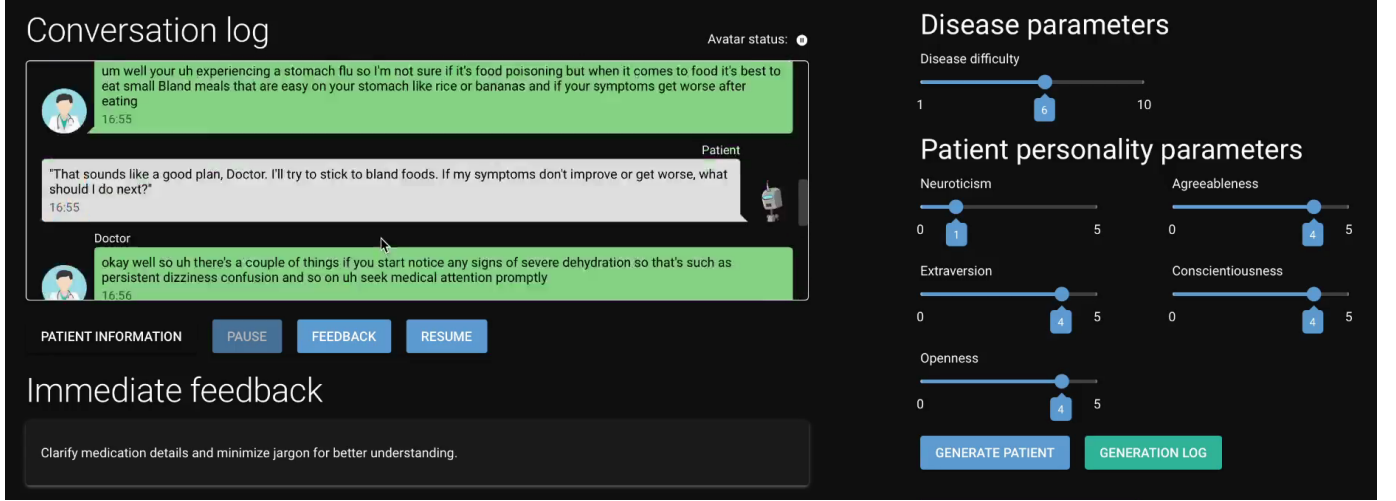 Conversation log
Avatar status:
um well your uh experiencing a stomach flu so I'm not sure if it's food poisoning but when it comes to food it's best to
eat small Bland meals that are easy on your stomach like rice or bananas and if your symptoms get worse after
eating
16:55
Patient
"That sounds like a good plan, Doctor. I'll try to stick to bland foods. If my symptoms don't improve or get worse, what
should I do next?"
16:55
Doctor
okay well so uh there's a couple of things if you start notice any signs of severe dehydration so that's such as
persistent dizziness confusion and so on uh seek medical attention promptly
16:56
PATIENT INFORMATION
PAUSE
FEEDBACK
RESUME
Immediate feedback
Clarify medication details and minimize jargon for better understanding.
Disease parameters
Disease difficulty
1
6
10
Patient personality parameters
Neuroticism
0
1
5
Agreeableness
0
4
5
Extraversion
0
4
5
Conscientiousness
0
4
5
Openness
0
4
5
GENERATE PATIENT
GENERATION LOG